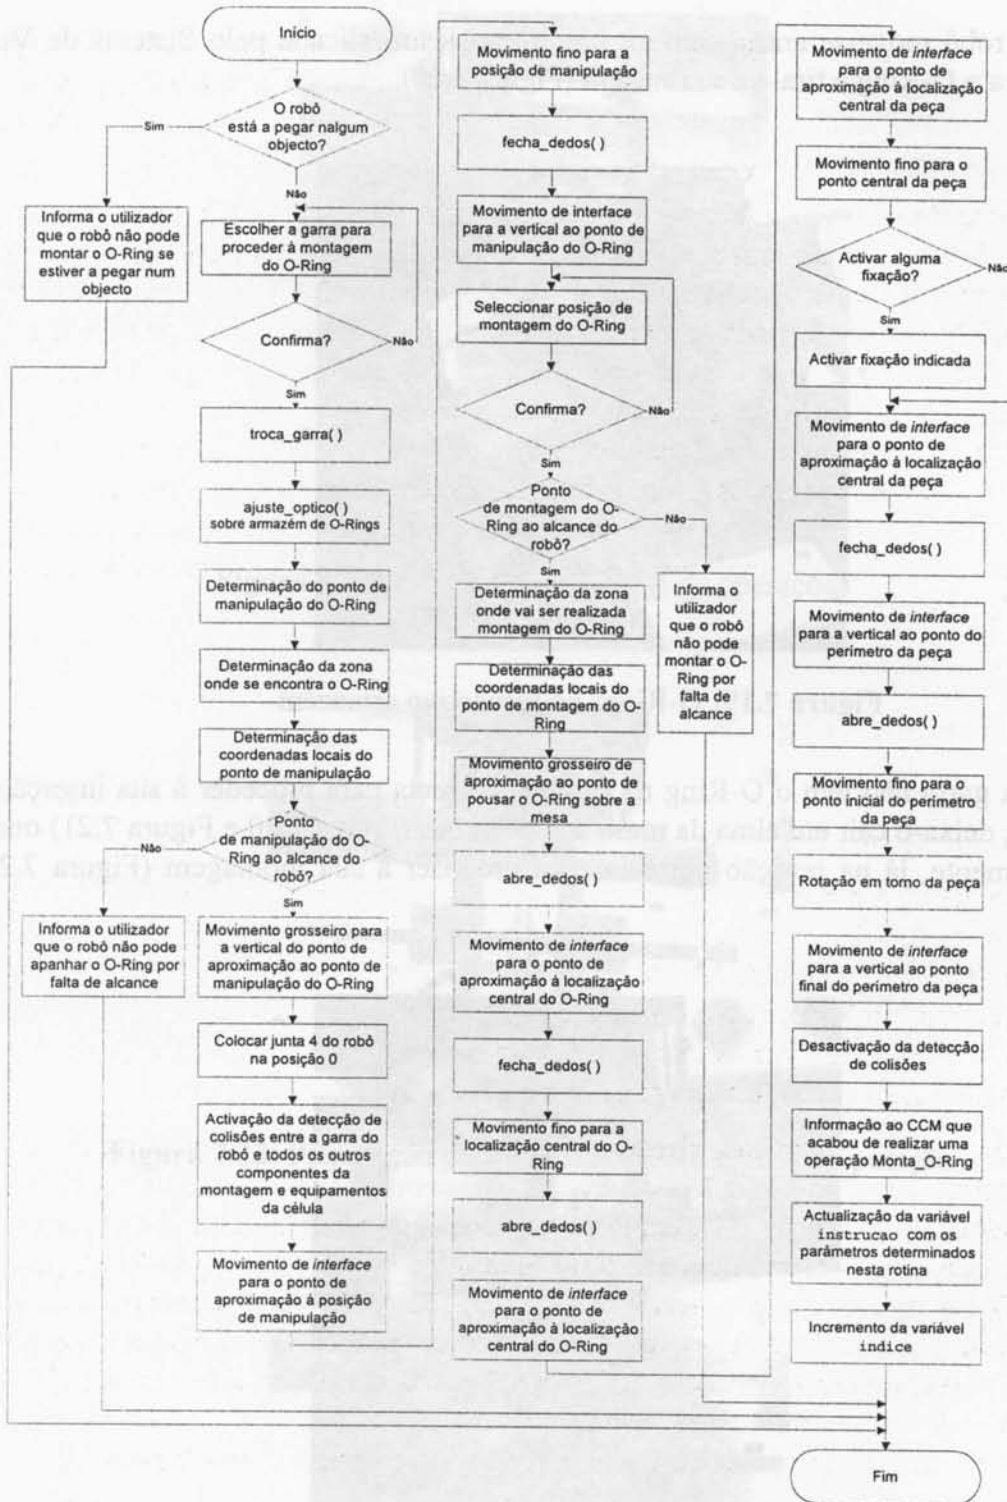 Início
O robô
está a pegar nalgum
objecto?
Sim
Não
Informa o utilizador
que o robô não pode
montar o O-Ring se
estiver a pegar num
objecto
Escolher a garra para
proceder à montagem
do O-Ring
Confirma?
Não
Sim
troca_garra( )
ajuste_optico( )
sobre armazém de O-Rings
Determinação do ponto de
manipulação do O-Ring
Determinação da zona
onde se encontra o O-Ring
Determinação das
coordenadas locais do
ponto de manipulação
Ponto
de manipulação do O-
Ring ao alcance do
robô?
Não
Sim
Informa o utilizador
que o robô não pode
apanhar o O-Ring por
falta de alcance
Movimento grosseiro para
a vertical do ponto de
aproximação ao ponto de
manipulação do O-Ring
Colocar junta 4 do robô
na posição 0
Activação da detecção de
colisões entre a garra do
robô e todos os outros
componentes da
montagem e equipamentos
da célula
Movimento de interface
para o ponto de
aproximação à posição
de manipulação
Movimento fino para a
posição de manipulação
fecha_dedos( )
Movimento de interface
para a vertical ao ponto de
manipulação do O-Ring
Seleccionar posição de
montagem do O-Ring
Confirma?
Não
Sim
Ponto
de montagem do O-
Ring ao alcance do
robô?
Não
Sim
Informa o
utilizador
que o robô
não pode
montar o O-
Ring por
falta de
alcance
Determinação da zona
onde vai ser realizada
montagem do O-Ring
Determinação das
coordenadas locais do
ponto de montagem do O-
Ring
Movimento grosseiro de
aproximação ao ponto de
pousar o O-Ring sobre a
mesa
abre_dedos( )
Movimento de interface
para o ponto de
aproximação à localização
central do O-Ring
fecha_dedos( )
Movimento fino para a
localização central do O-
Ring
abre_dedos( )
Movimento de interface
para o ponto de
aproximação à localização
central do O-Ring
Movimento de interface
para o ponto de
aproximação à localização
central da peça
Movimento fino para o
ponto central da peça
Activar alguma
fixação?
Não
Sim
Activar fixação indicada
Movimento de interface
para o ponto de
aproximação à localização
central da peça
fecha_dedos( )
Movimento de interface
para a vertical ao ponto do
perímetro da peça
abre_dedos( )
Movimento fino para o
ponto inicial do perímetro
da peça
Rotação em torno da peça
Movimento de interface
para a vertical ao ponto
final do perímetro da peça
Desactivação da detecção
de colisões
Informação ao CCM que
acabou de realizar uma
operação Monta_O-Ring
Actualização da variável
instrucao com os
parâmetros determinados
nesta rotina
Incremento da variável
indice
Fim